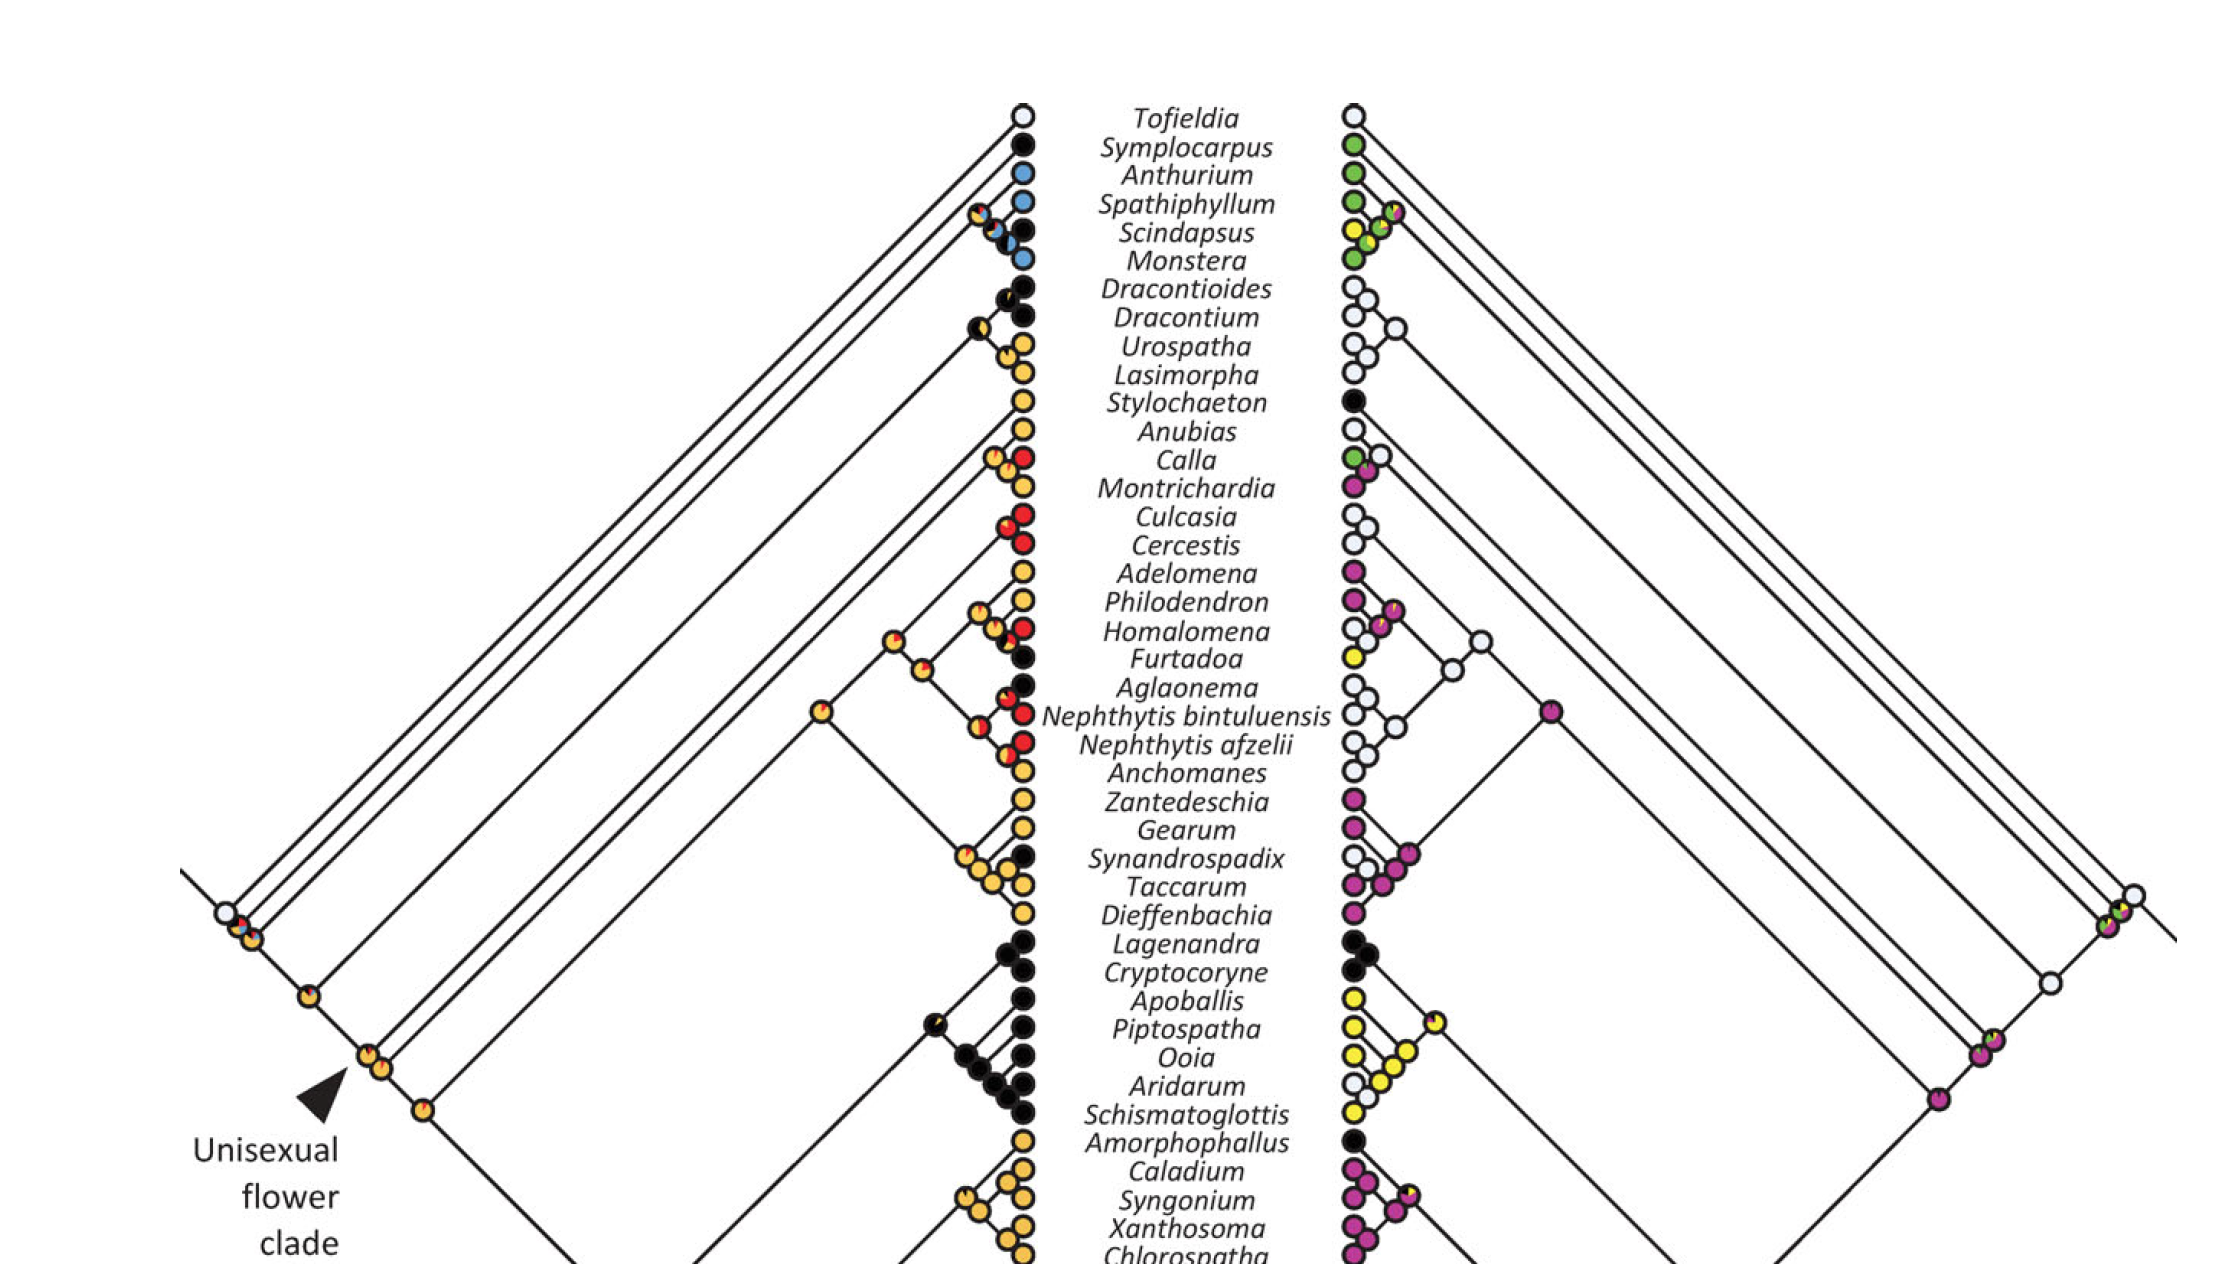 Tofieldia
Symplocarpus
Anthurium
Spathiphyllum
Scindapsus
Monstera
Dracontioides
Dracontium
Urospatha
Lasimorpha
Stylochaeton
Anubias
Calla
Montrichardia
Culcasia
Cercestis
Adelomena
Philodendron
Homalomena
Furtadoa
Aglaonema
Nephthytis bintuluensis
Nephthytis afzelii
Anchomanes
Zantedeschia
Gearum
Synandrospadix
Taccarum
Dieffenbachia
Lagenandra
Cryptocoryne
Apoballis
Piptospatha
Ooia
Aridarum
Schismatoglottis
Amorphophallus
Caladium
Syngonium
Xanthosoma
Chlorospatha
Unisexual
flower
clade